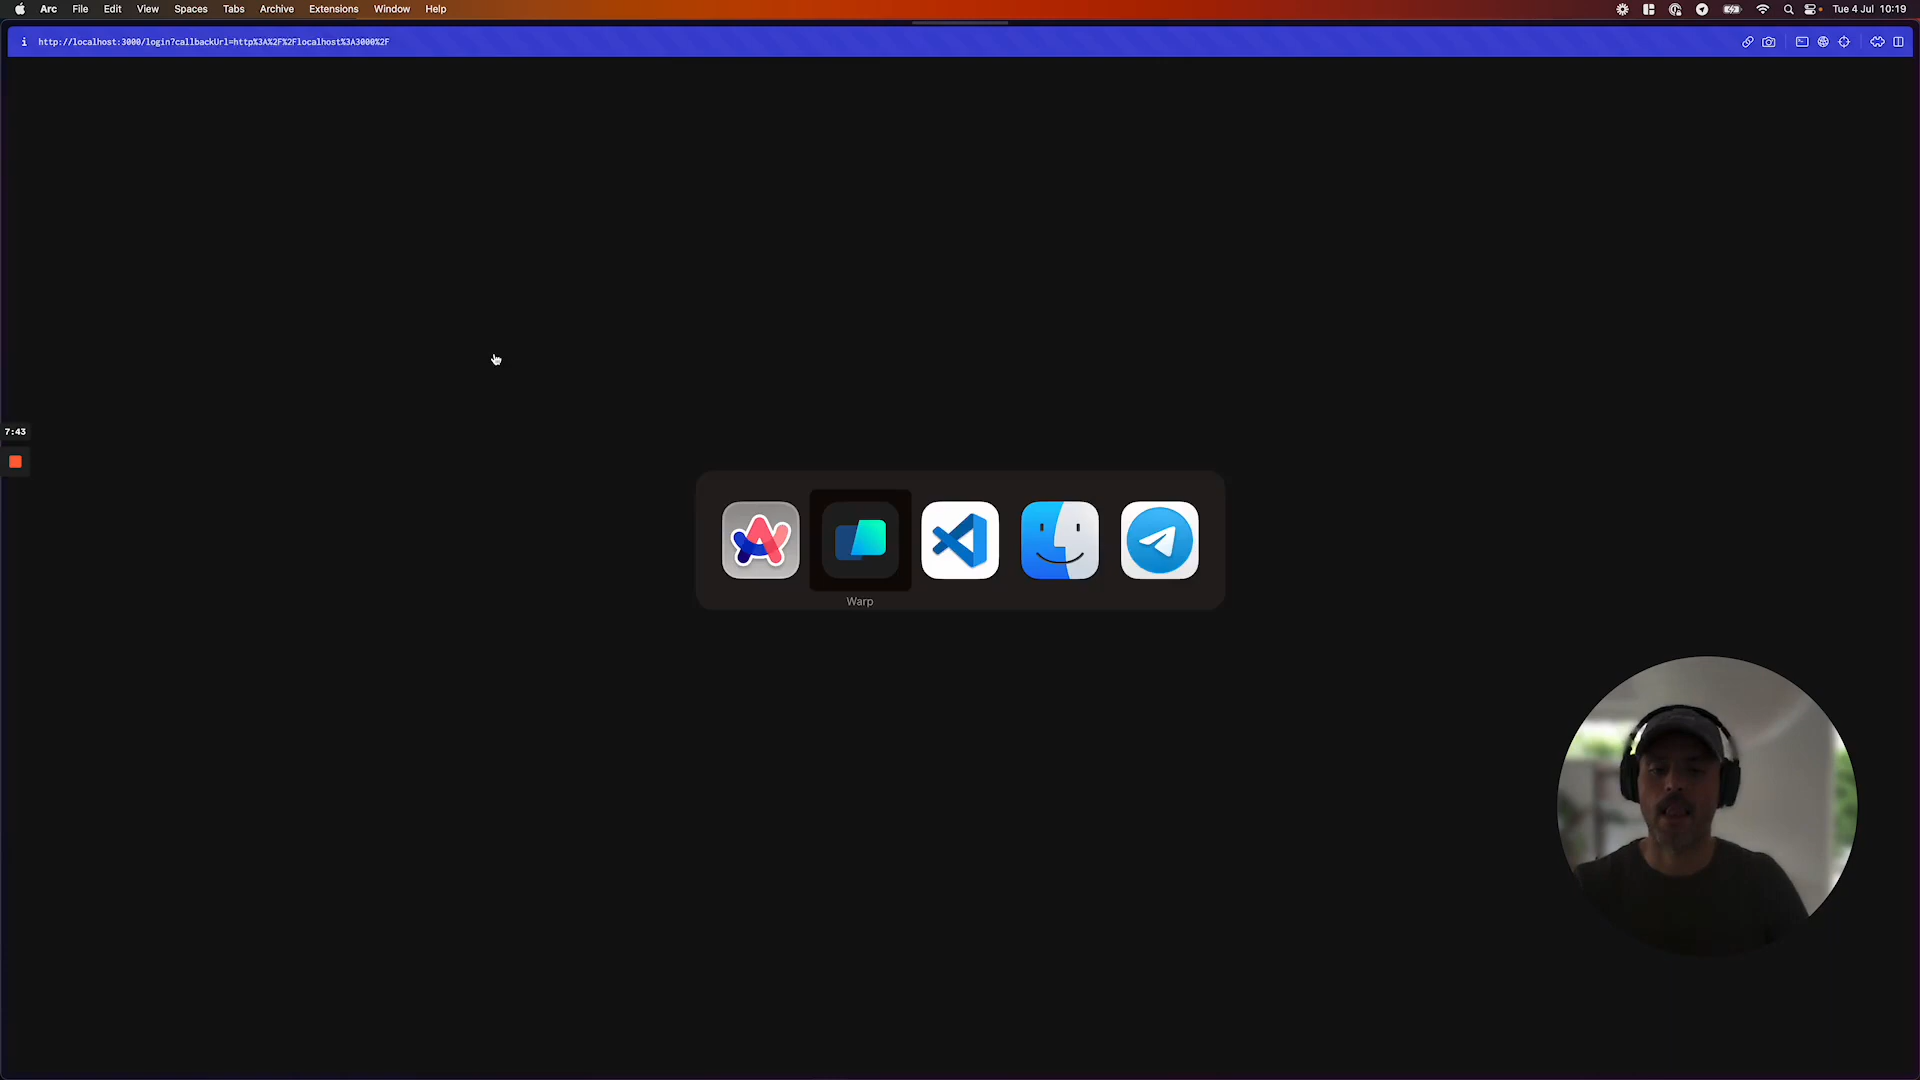 Arc File Edit View Spaces Tabs Archive Extensions Window Help Tue 4 Jul 10:19
http://localhost:3000/login?callbackUrl=http%3A%2F%2Flocalhost%3A3000%2F
7:43
Warp